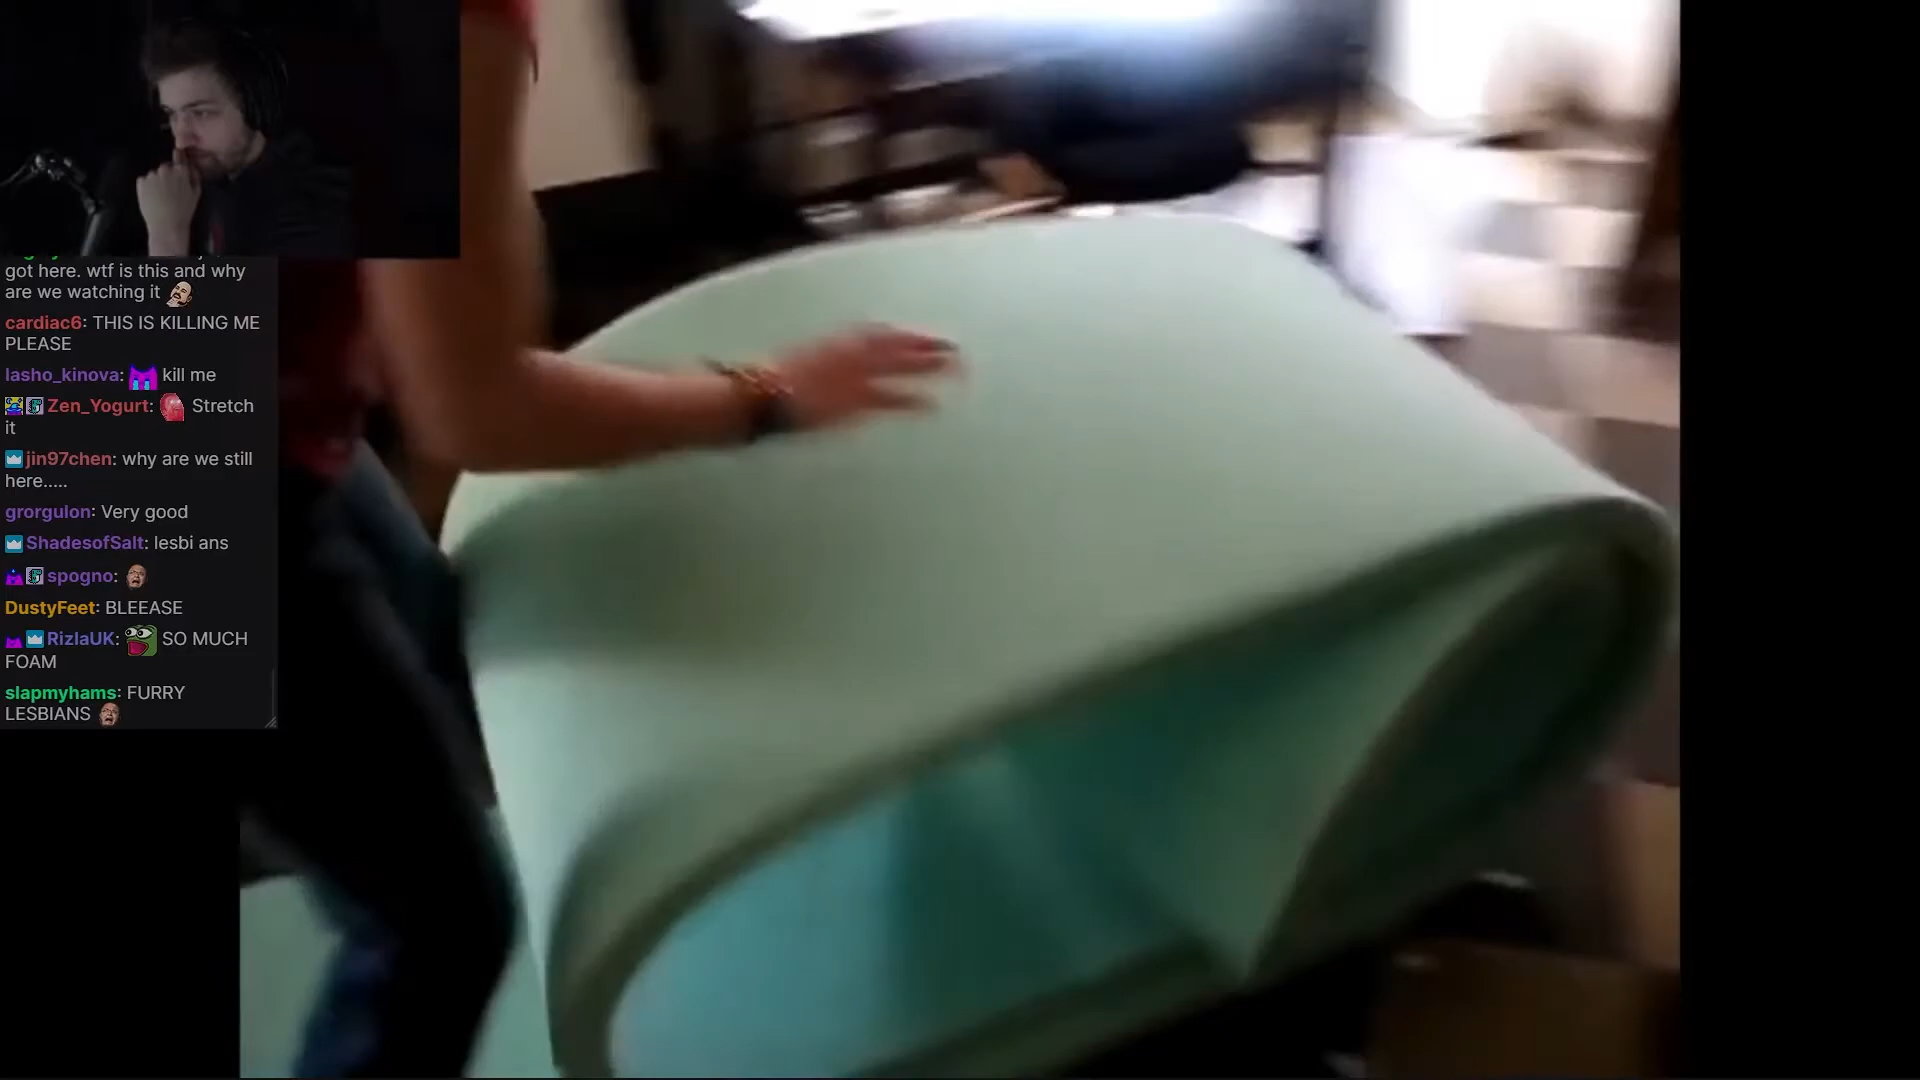 got here. wtf is this and why
are we watching it
cardiac6: THIS IS KILLING ME
PLEASE
lasho_kinova: kill me
Zen_Yogurt: Stretch
it
jin97chen: why are we still
here.....
grorgulon: Very good
ShadesofSalt: lesbi ans
spogno:
DustyFeet: BLEEASE
RizlaUK: SO MUCH
FOAM
slapmyhams: FURRY
LESBIANS